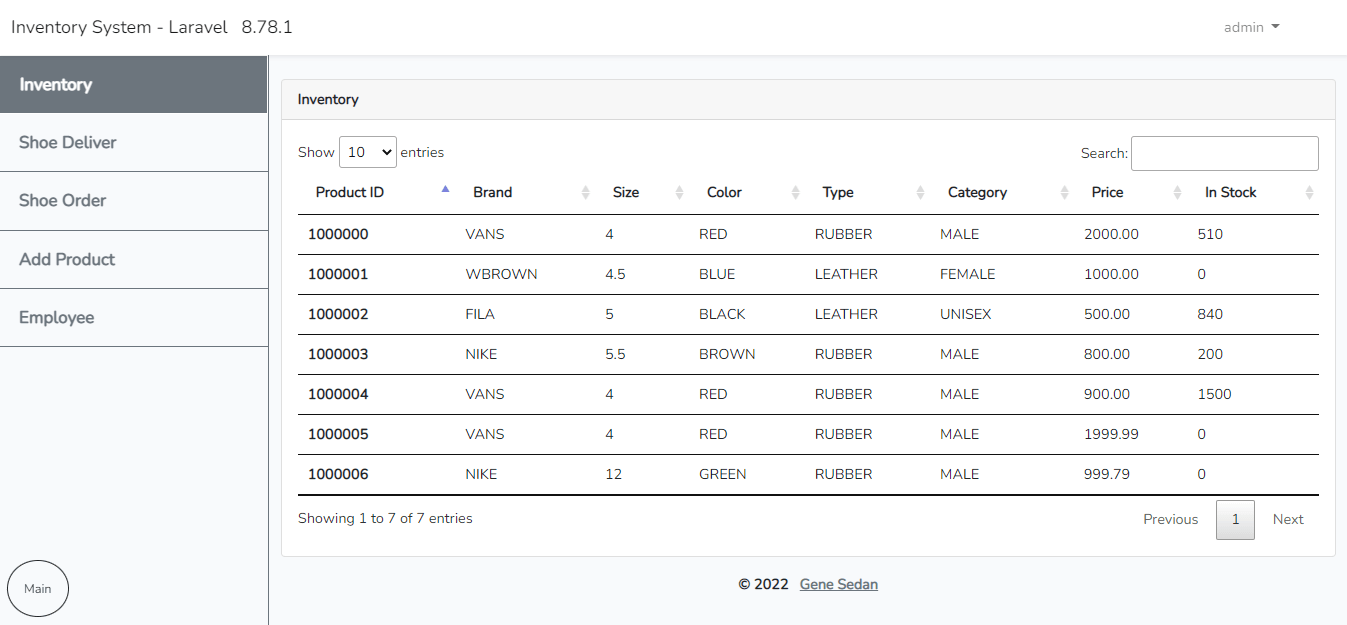 Inventory System - Laravel 8.78.1
admin
Inventory
Shoe Deliver
Shoe Order
Add Product
Employee
Main
Inventory
Show 10 entries
Search:
Product ID Brand Size Color Type Category Price In Stock
1000000 VANS 4 RED RUBBER MALE 2000.00 510
1000001 WBROWN 4.5 BLUE LEATHER FEMALE 1000.00 0
1000002 FILA 5 BLACK LEATHER UNISEX 500.00 840
1000003 NIKE 5.5 BROWN RUBBER MALE 800.00 200
1000004 VANS 4 RED RUBBER MALE 900.00 1500
1000005 VANS 4 RED RUBBER MALE 1999.99 0
1000006 NIKE 12 GREEN RUBBER MALE 999.79 0
Showing 1 to 7 of 7 entries
Previous 1 Next
© 2022 Gene Sedan